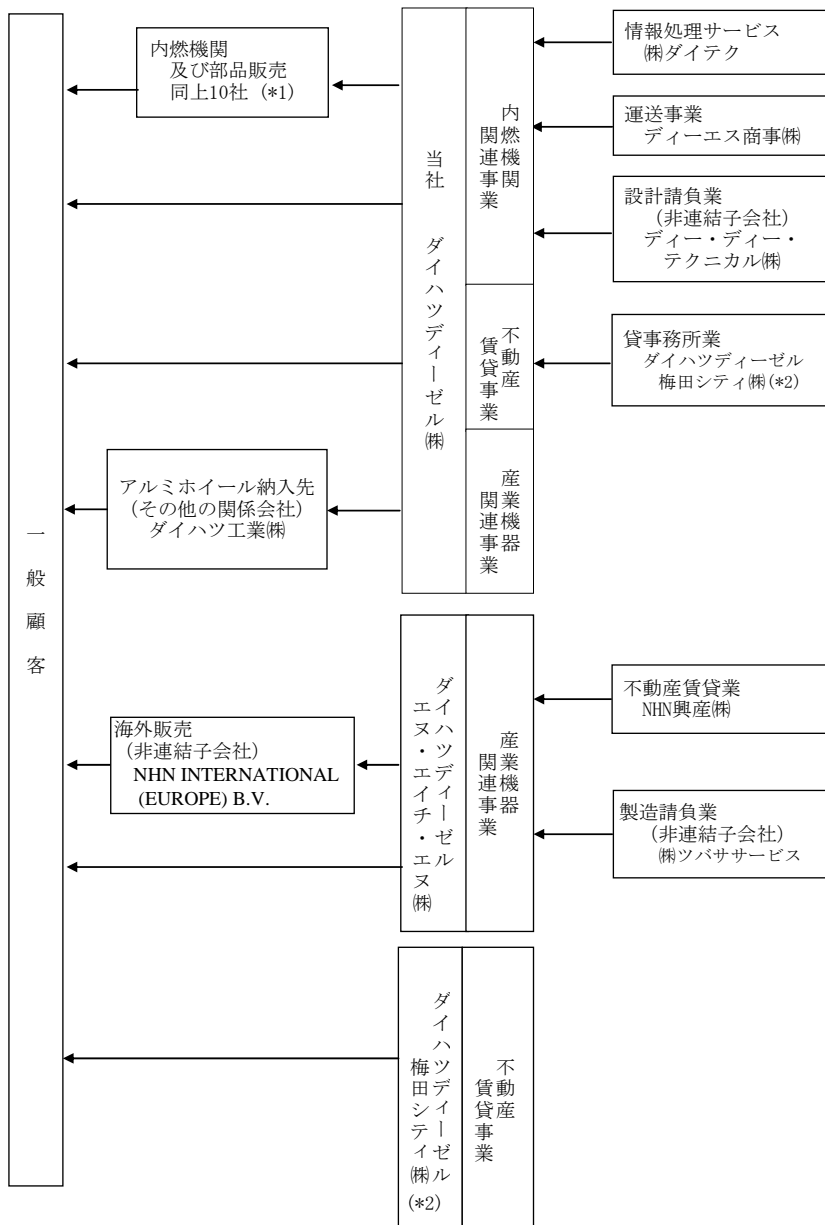 一般顧客
内燃機関
及び部品販売
同上10社 (*1)
アルミホイール納入先
(その他の関係会社)
ダイハツ工業㈱
海外販売
(非連結子会社)
NHN INTERNATIONAL
(EUROPE) B.V.
当社 ダイハツディーゼル㈱
内燃機関
関連事業
不動産
賃貸事業
産業機器
関連事業
ダイハツディーゼル
エヌ・エイチ・エヌ㈱
産業機器
関連事業
ダイハツディーゼル
梅田シティ㈱(*2)
不動産
賃貸事業
情報処理サービス
㈱ダイテク
運送事業
ディーエス商事㈱
設計請負業
(非連結子会社)
ディー・ディー・
テクニカル㈱
貸事務所業
ダイハツディーゼル
梅田シティ㈱(*2)
不動産賃貸業
NHN興産㈱
製造請負業
(非連結子会社)
㈱ツバササービス